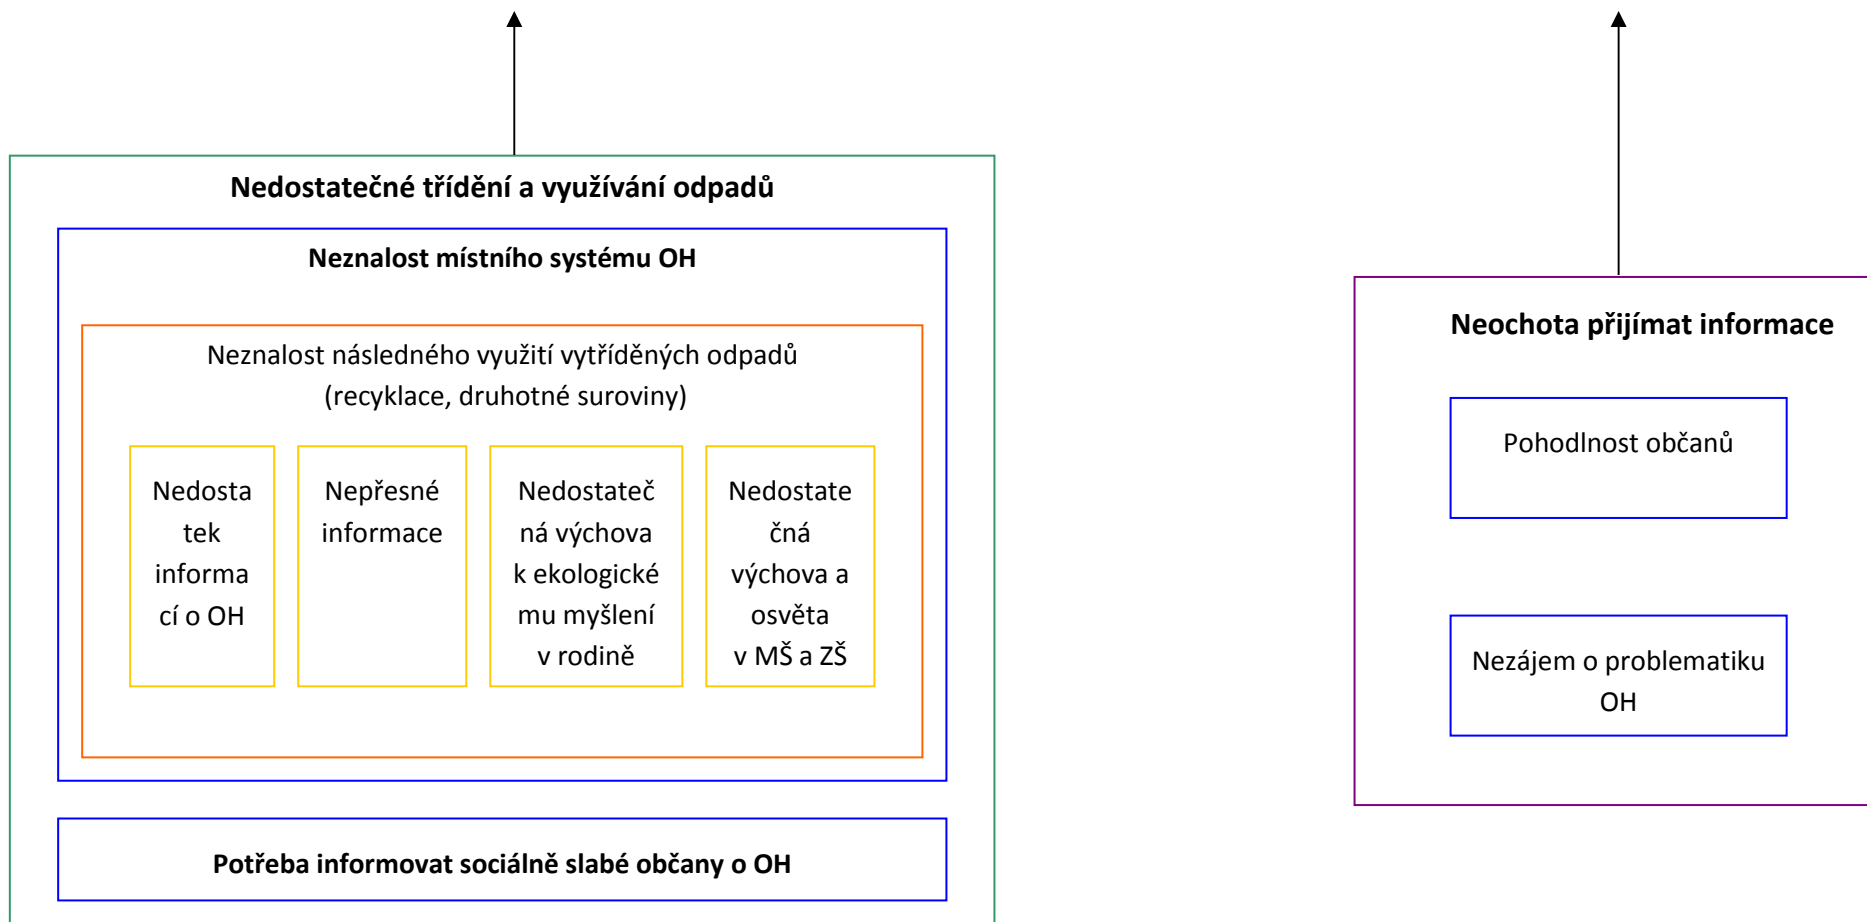 Nedostatečné třídění a využívání odpadů
Neznalost místního systému OH
Neznalost následného využití vytříděných odpadů
(recyklace, druhotné suroviny)
Nedosta
tek
informa
cí o OH
Nepřesné
informace
Nedostateč
ná výchova
k ekologické
mu myšlení
v rodině
Nedostate
čná
výchova a
osvěta
v MŠ a ZŠ
Potřeba informovat sociálně slabé občany o OH
Neochota přijímat informace
Pohodlnost občanů
Nezájem o problematiku
OH